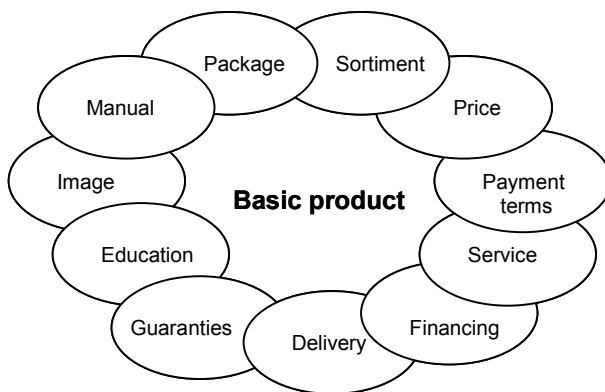 Package
Sortiment
Manual
Price
Image
Payment
terms
Basic product
Education
Service
Guaranties
Financing
Delivery